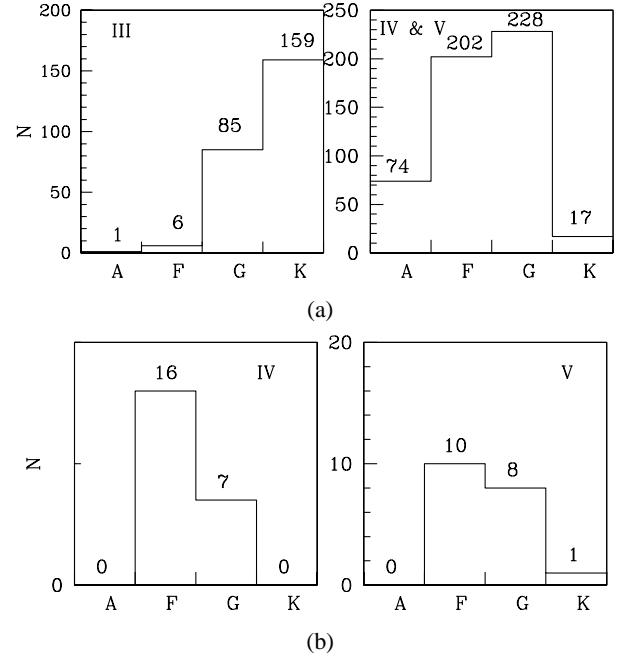 200 III 159
150
N 100 85
50
0 1 6
A F G K
250 IV & V 228
200 202
150
100 74
50
0 17
A F G K
(a)
16 IV
N 7
0 0 0
A F G K
20 V
10 10 8
0 0 1
A F G K
(b)